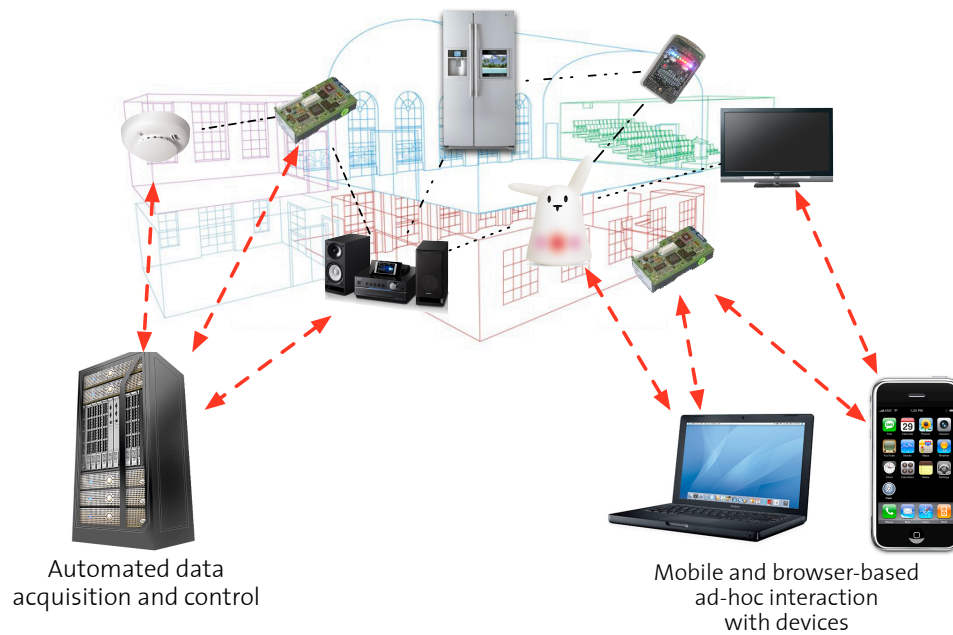 Automated data
acquisition and control
Mobile and browser-based
ad-hoc interaction
with devices